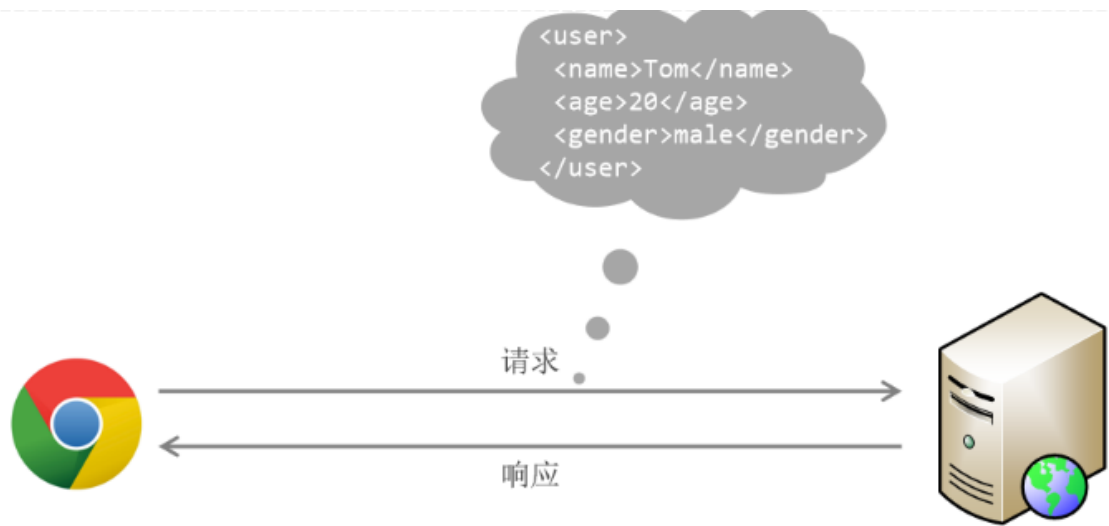 <user>
<name>Tom</name>
<age>20</age>
<gender>male</gender>
</user>
请求
响应